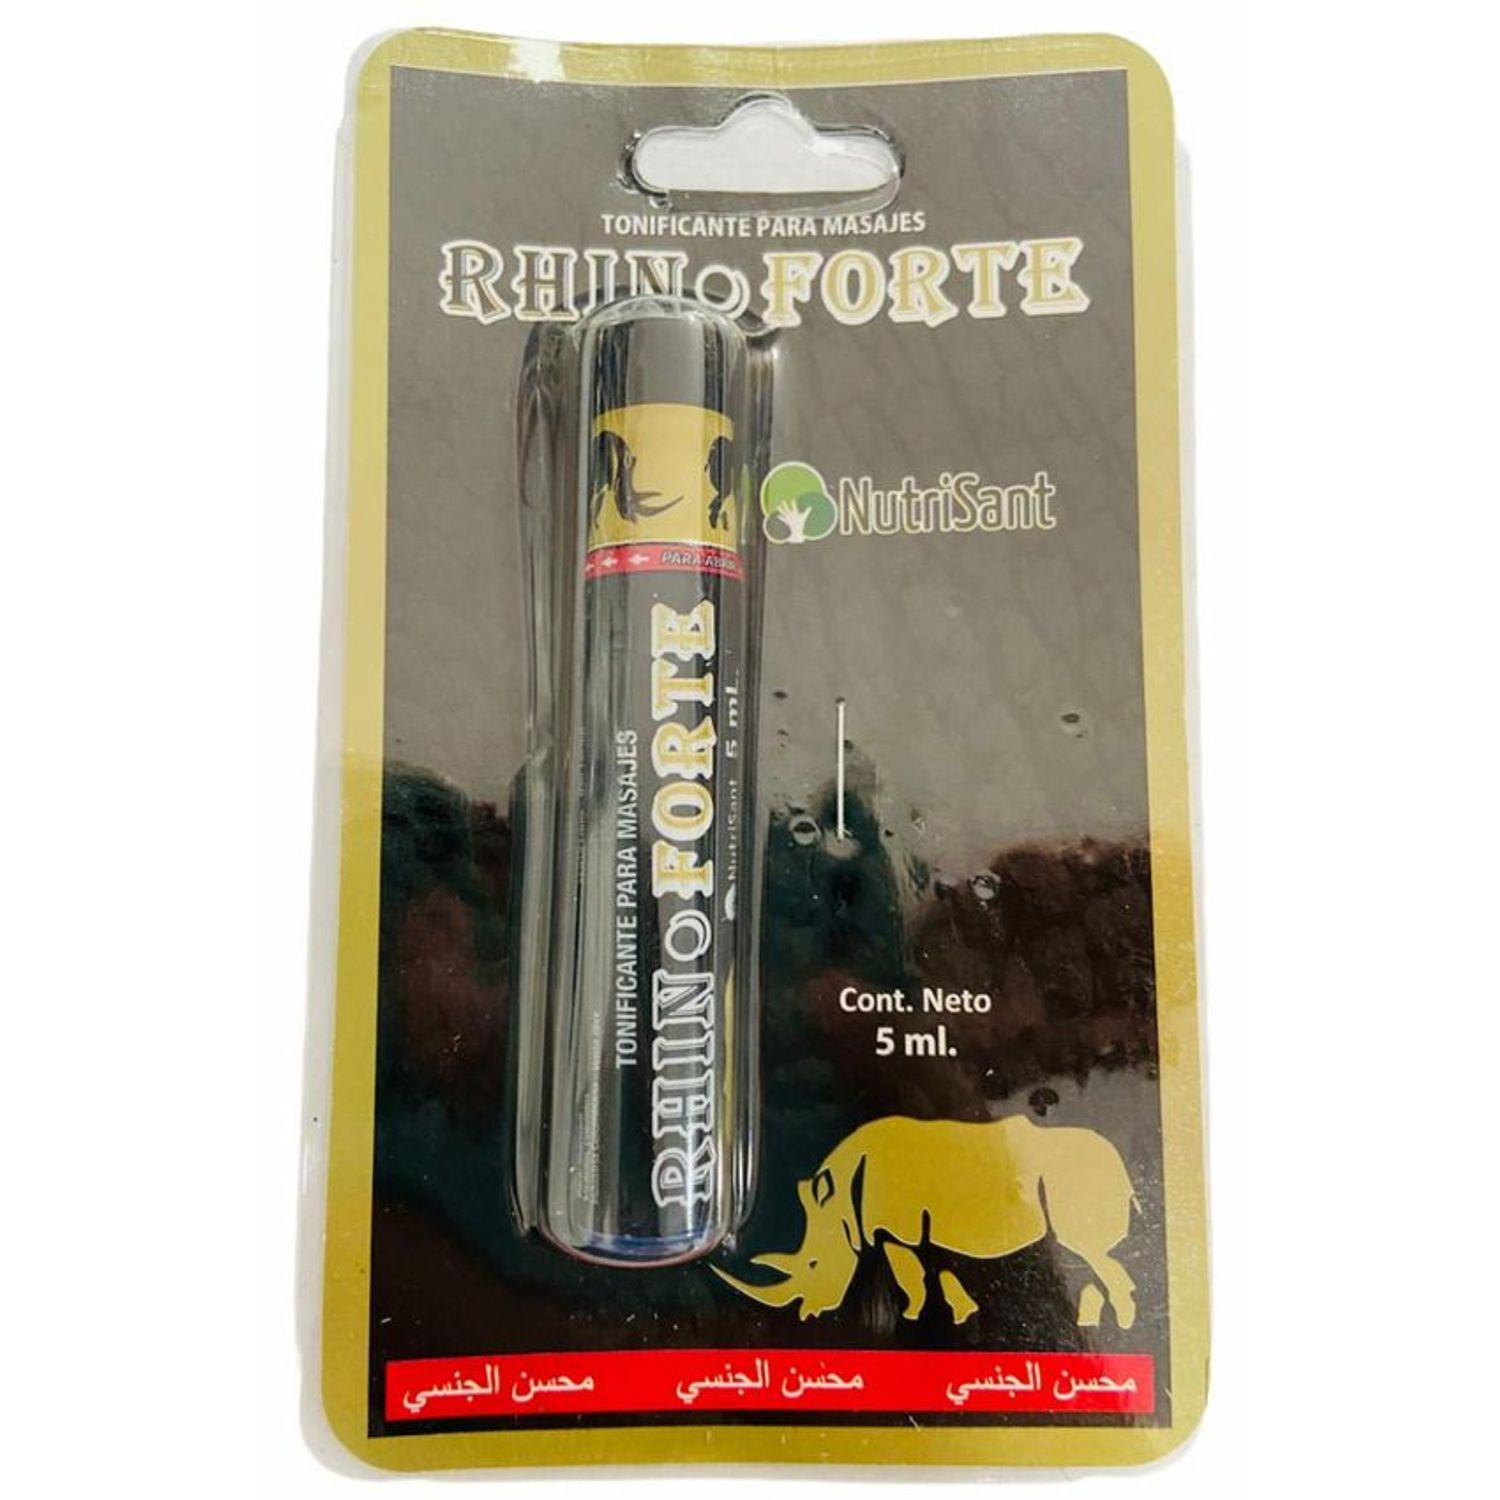 TONIFICANTE PARA MASAJES
RHINO FORTE
PARA ABRIR
NutriSant
TONIFICANTE PARA MASAJES
RHINO FORTE
NutriSant 5 ml.
Cont. Neto
5 ml.
محسن الجنسي محسن الجنسي محسن الجنسي